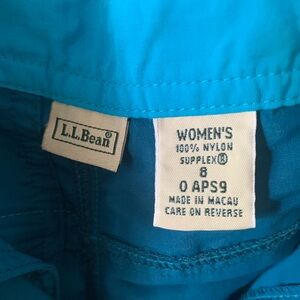 L.L.Bean®
WOMEN'S
100% NYLON
SUPPLEX®
8
0 APS9
MADE IN MACAU
CARE ON REVERSE